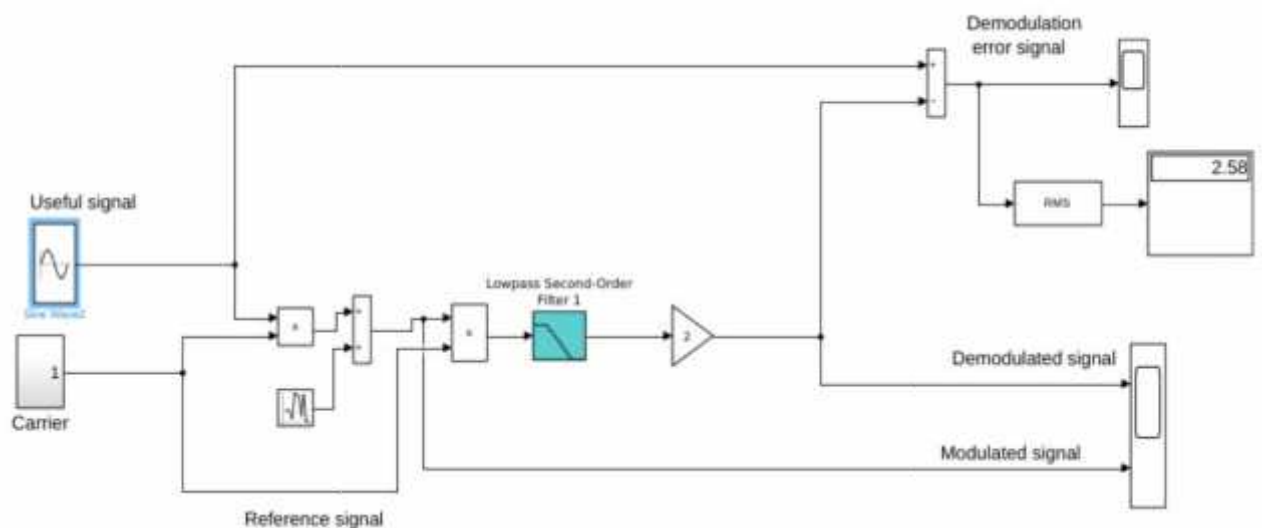 Demodulation
error signal
2.58
RMS
Useful signal
Sine Wave2
Lowpass Second-Order
Filter 1
x
x
2
1
Carrier
Demodulated signal
Modulated signal
Reference signal